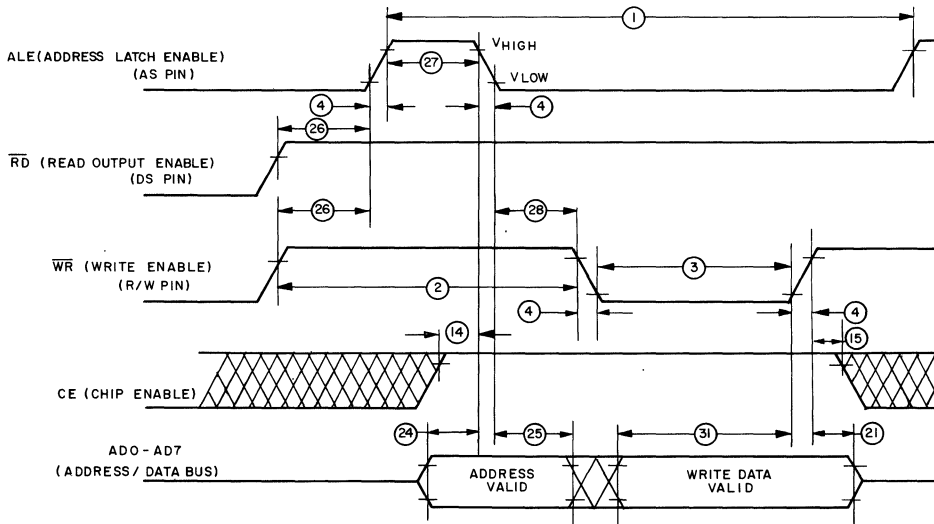 1
ALE (ADDRESS LATCH ENABLE)
(AS PIN)
27
VHIGH
VLOW
4
4
26
RD (READ OUTPUT ENABLE)
(DS PIN)
26
28
WR (WRITE ENABLE)
(R/W PIN)
2
3
4
4
14
15
CE (CHIP ENABLE)
24
25
31
21
AD0-AD7
(ADDRESS/ DATA BUS)
ADDRESS
VALID
WRITE DATA
VALID